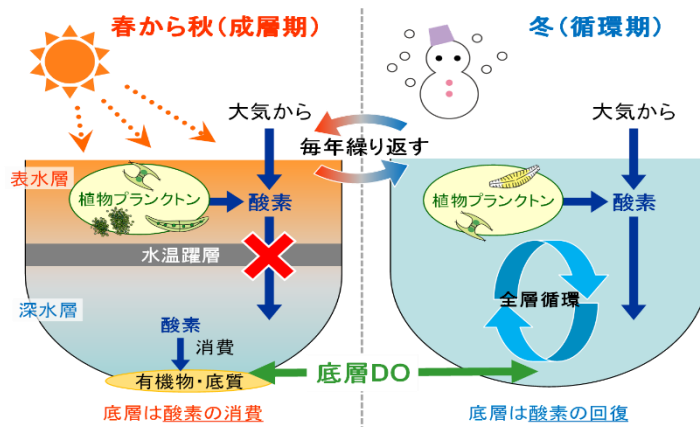 春から秋(成層期)
大気から
表水層
植物プランクトン
酸素
水温躍層
深水層
酸素
消費
有機物・底質
底層は酸素の消費
毎年繰り返す
底層DO
冬(循環期)
大気から
植物プランクトン
酸素
全層循環
底層は酸素の回復